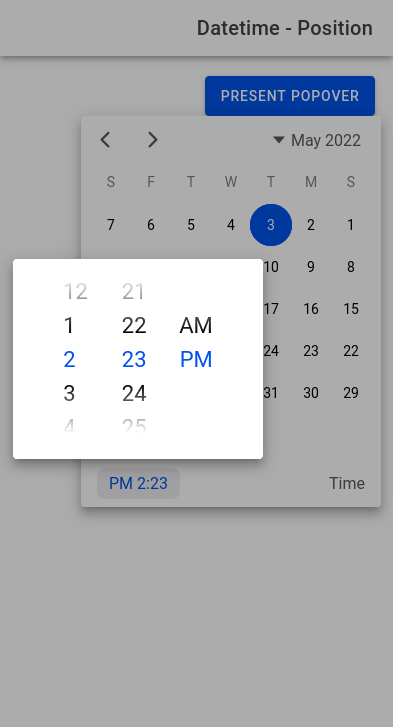 Datetime - Position
PRESENT POPOVER
May 2022
S F T W T M S
7 6 5 4 3 2 1
10 9 8
17 16 15
24 23 22
31 30 29
12 21
1 22 AM
2 23 PM
3 24
4 25
PM 2:23 Time